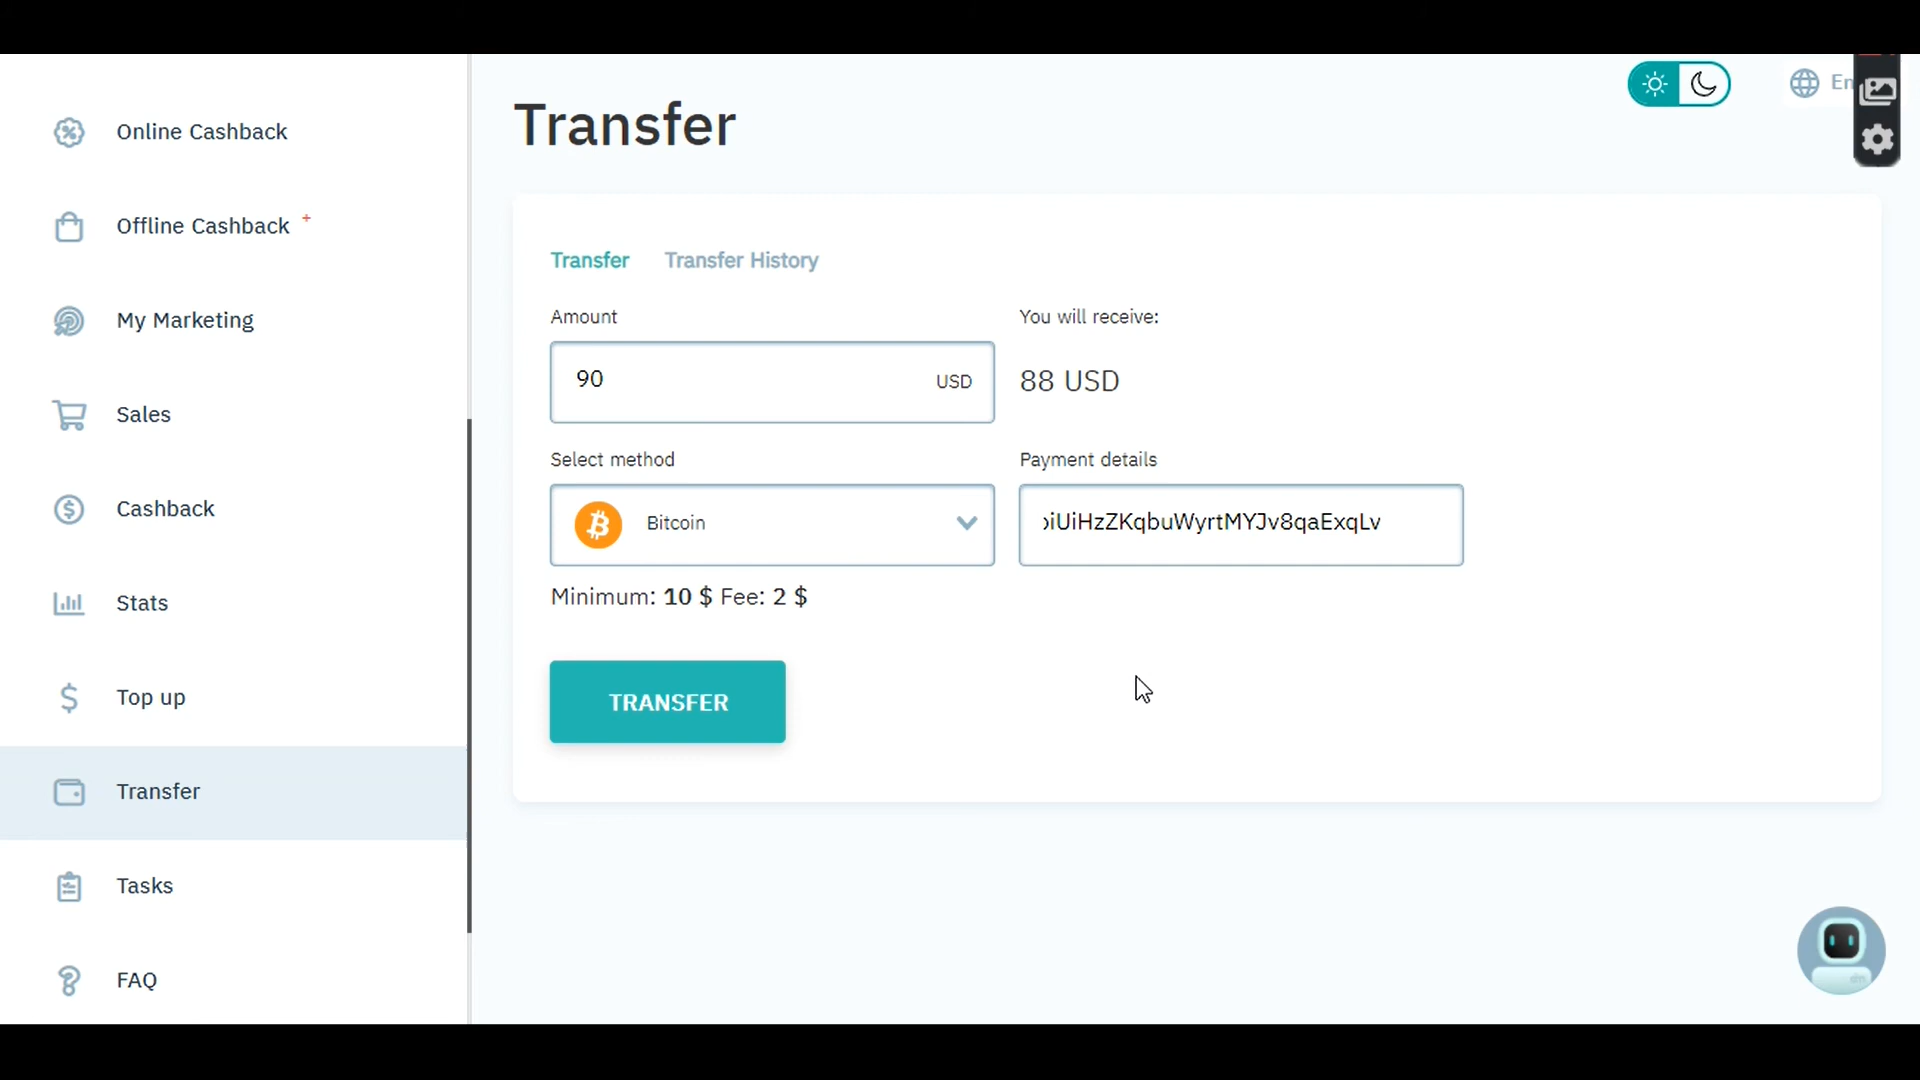 Transfer
En
Online Cashback
Offline Cashback +
My Marketing
Sales
Cashback
Stats
Top up
Transfer
Tasks
FAQ
Transfer Transfer History
Amount
90 USD
You will receive:
88 USD
Select method
Bitcoin
Payment details
iUiHzZKqbuWyrtMYJv8qaExqLv
Minimum: 10 $ Fee: 2 $
TRANSFER